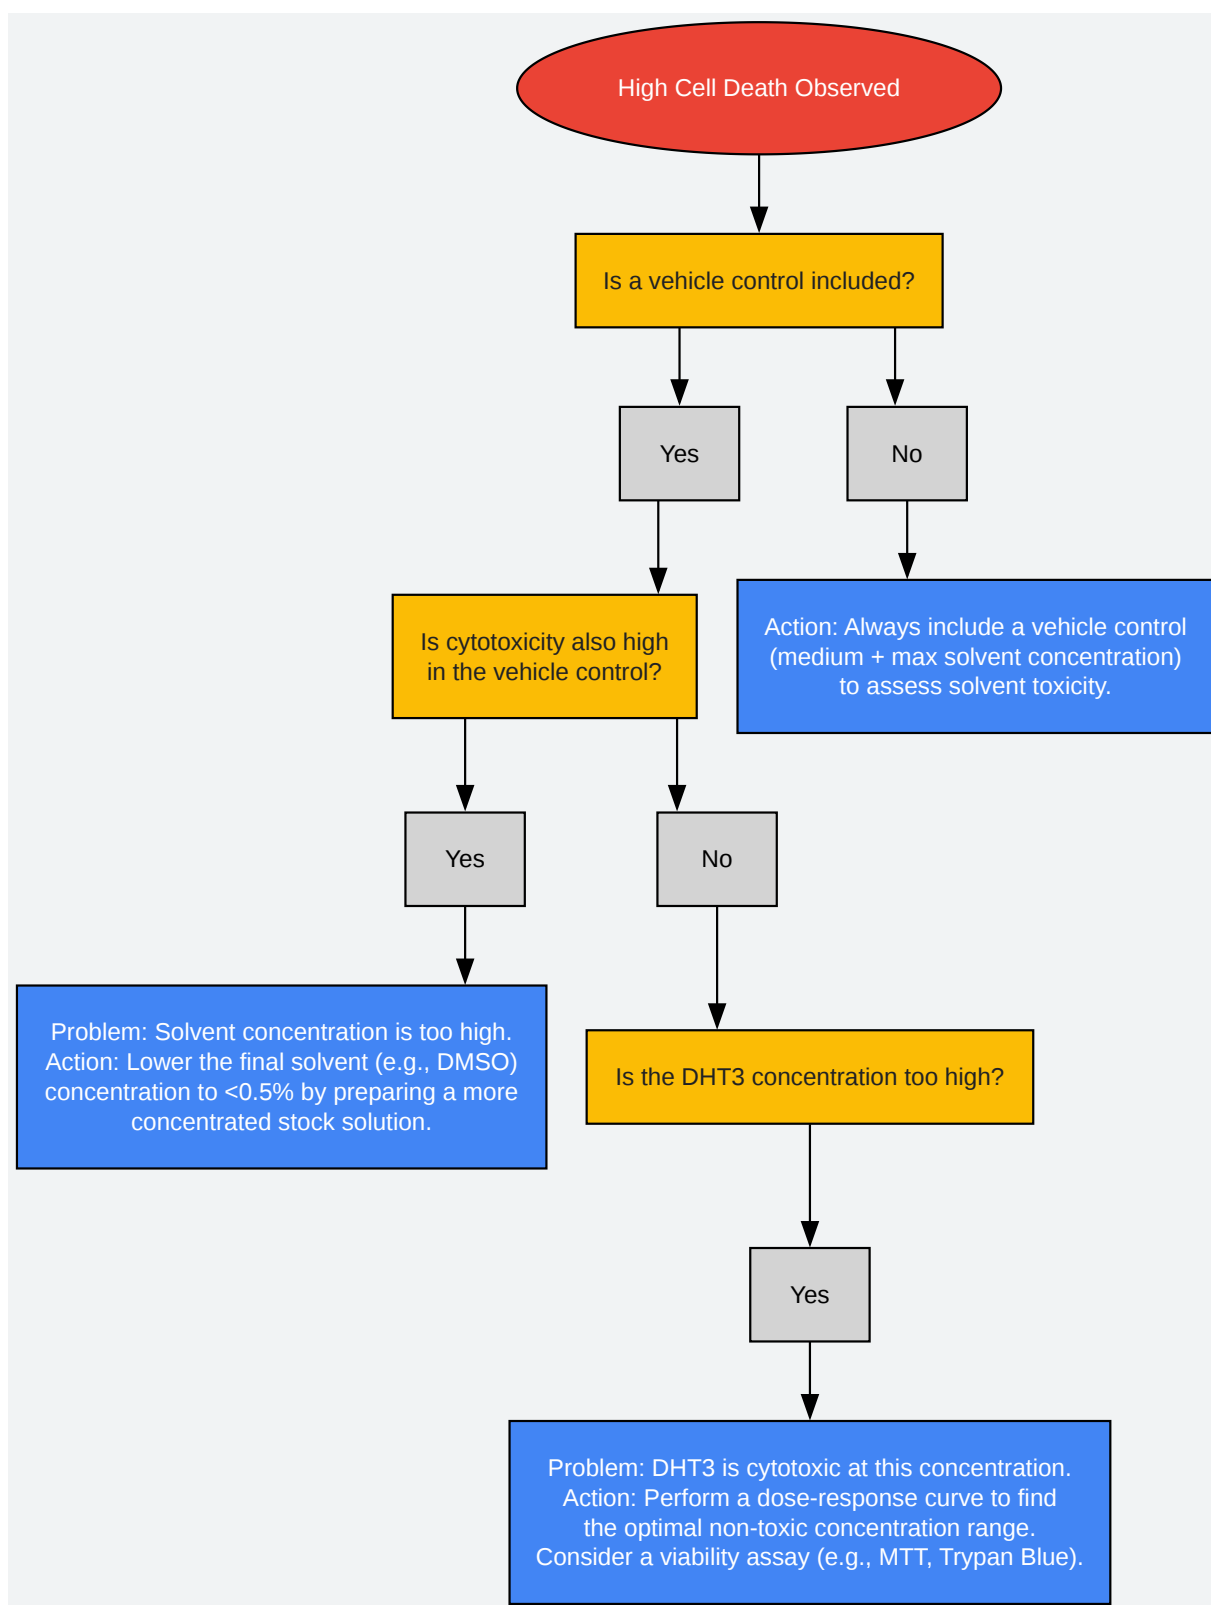 High Cell Death Observed
Is a vehicle control included?
Yes
No
Is cytotoxicity also high
in the vehicle control?
Action: Always include a vehicle control
(medium + max solvent concentration)
to assess solvent toxicity.
Yes
No
Problem: Solvent concentration is too high.
Action: Lower the final solvent (e.g., DMSO)
concentration to <0.5% by preparing a more
concentrated stock solution.
Is the DHT3 concentration too high?
Yes
Problem: DHT3 is cytotoxic at this concentration.
Action: Perform a dose-response curve to find
the optimal non-toxic concentration range.
Consider a viability assay (e.g., MTT, Trypan Blue).